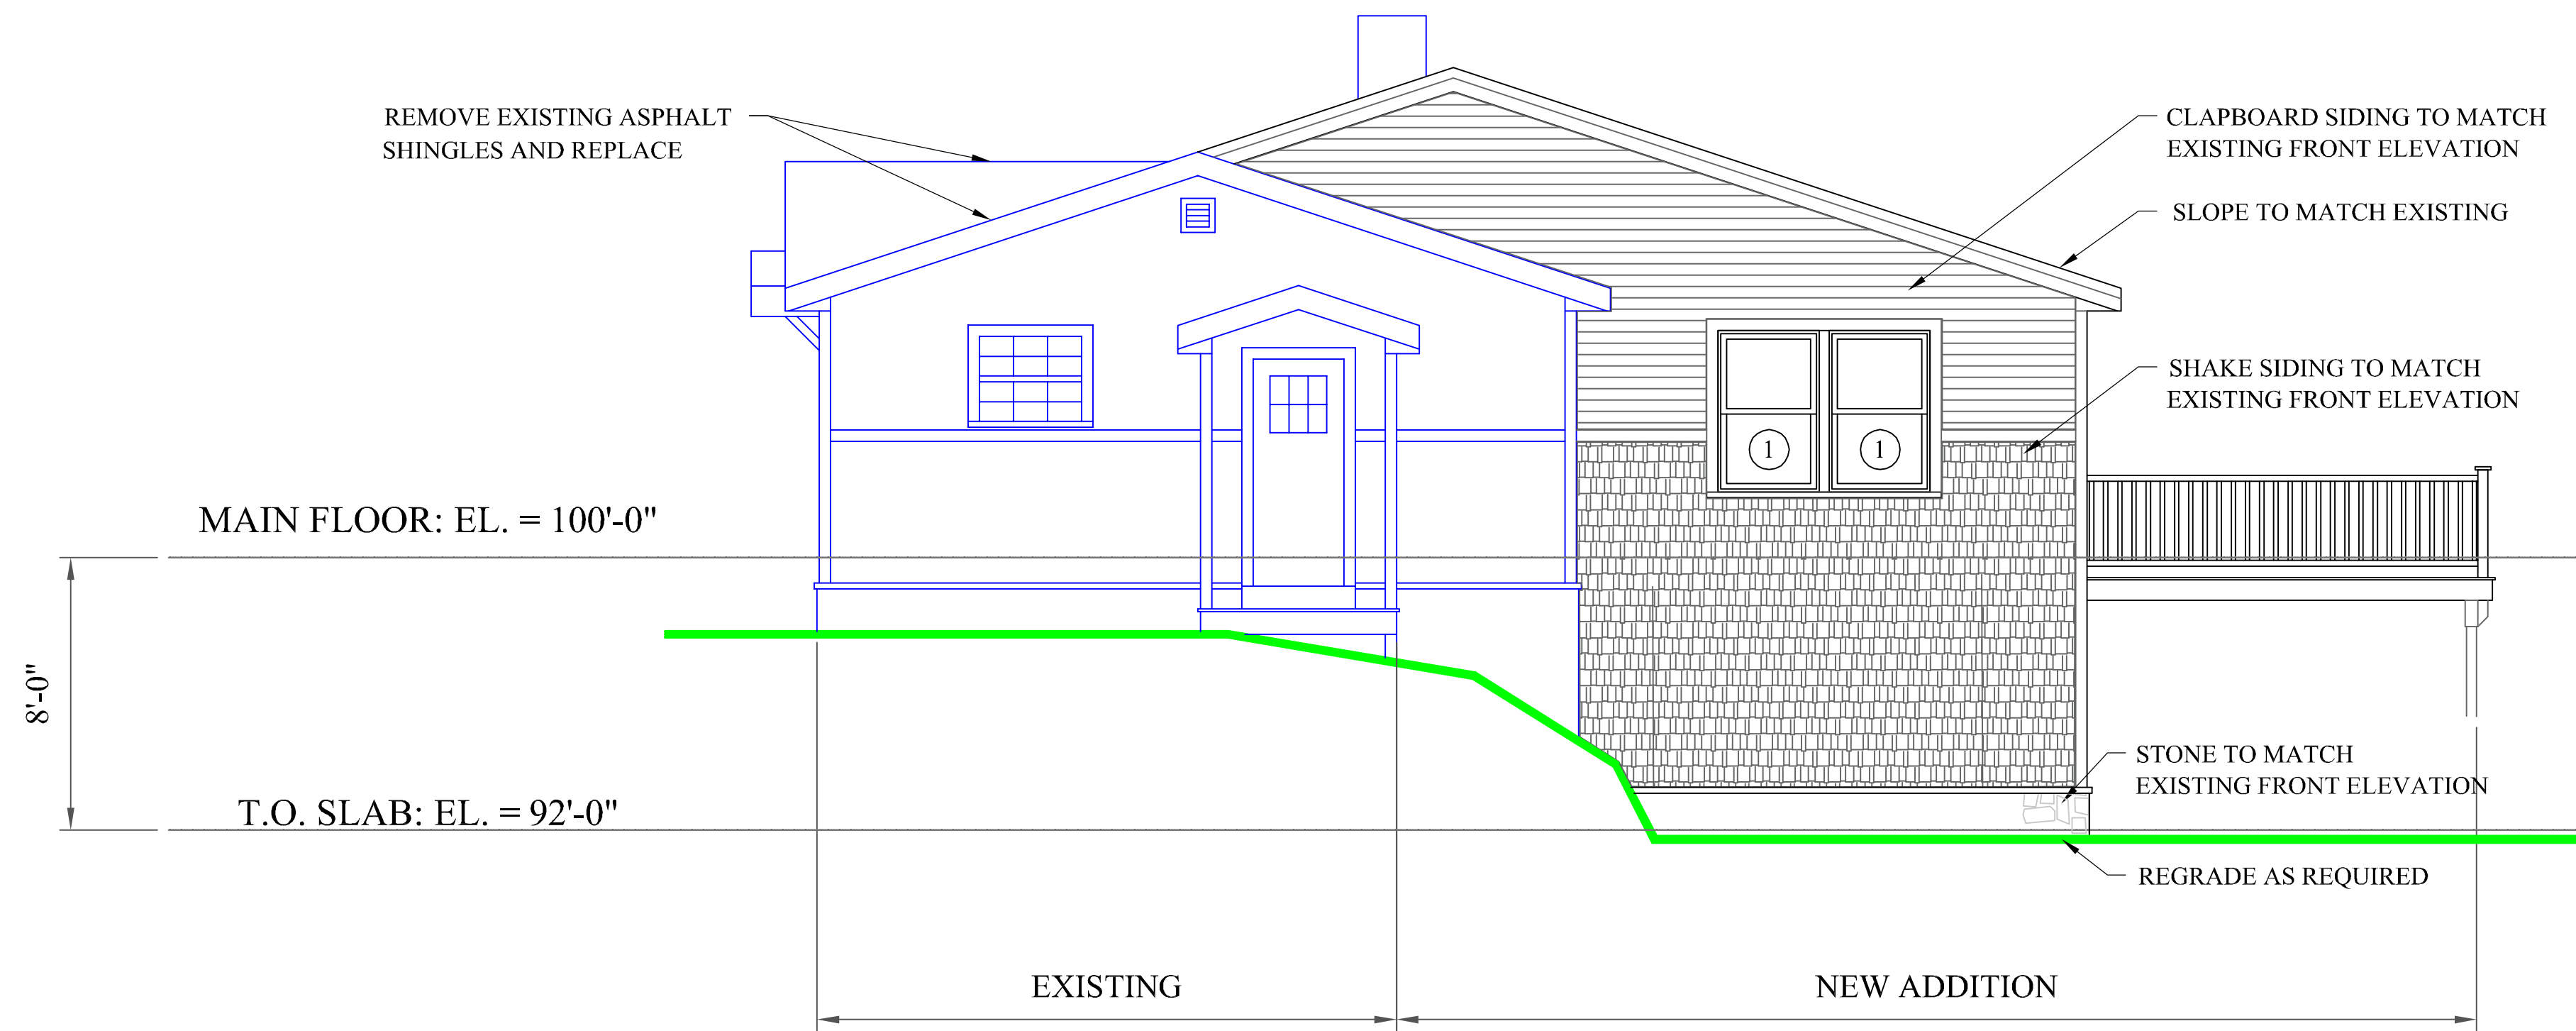 REMOVE EXISTING ASPHALT
SHINGLES AND REPLACE
CLAPBOARD SIDING TO MATCH
EXISTING FRONT ELEVATION
SLOPE TO MATCH EXISTING
SHAKE SIDING TO MATCH
EXISTING FRONT ELEVATION
1 1
MAIN FLOOR: EL. = 100'-0"
8'-0"
T.O. SLAB: EL. = 92'-0"
STONE TO MATCH
EXISTING FRONT ELEVATION
REGRADE AS REQUIRED
EXISTING
NEW ADDITION